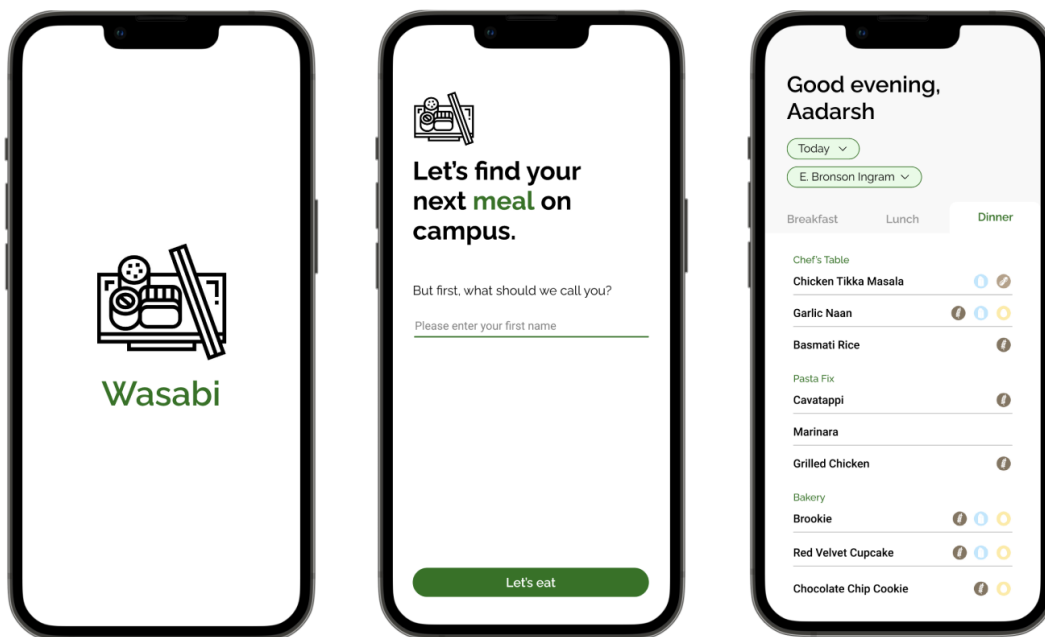 Wasabi
Let's find your
next meal on
campus.
But first, what should we call you?
Please enter your first name
Let's eat
Good evening,
Aadarsh
Today
E. Bronson Ingram
Breakfast Lunch Dinner
Chef's Table
Chicken Tikka Masala
Garlic Naan
Basmati Rice
Pasta Fix
Cavatappi
Marinara
Grilled Chicken
Bakery
Brookie
Red Velvet Cupcake
Chocolate Chip Cookie